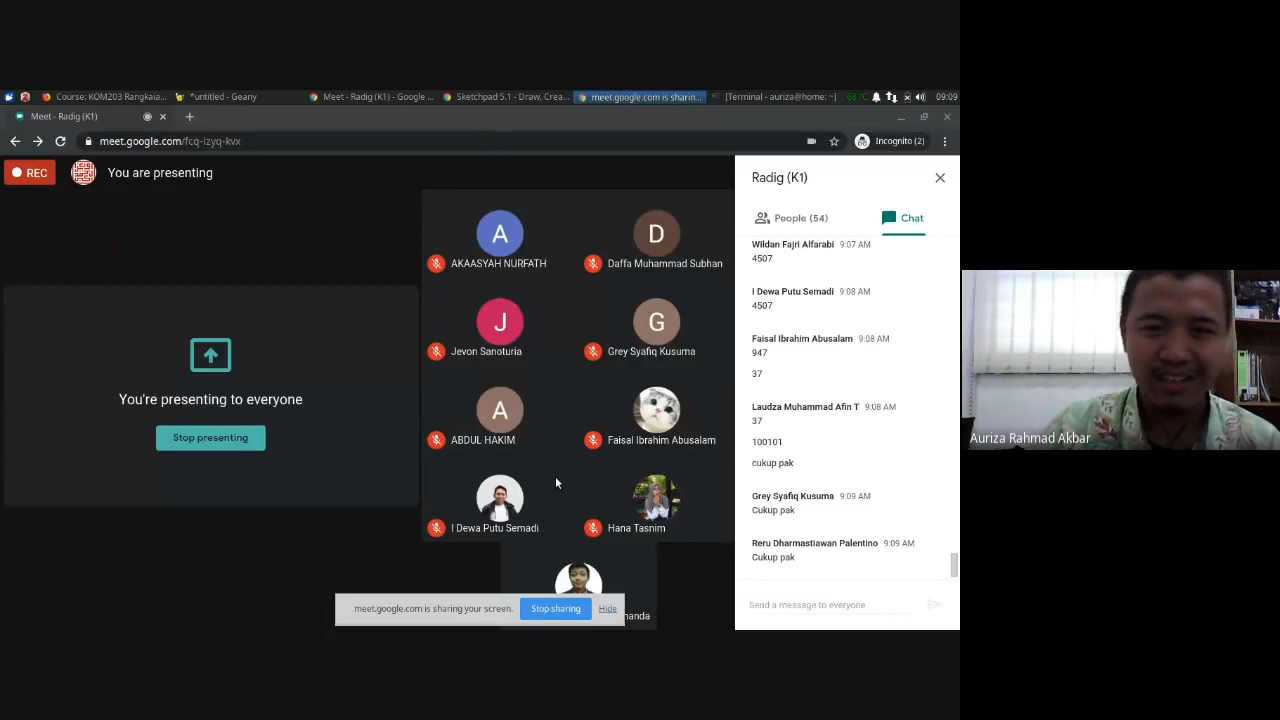 Course: KOM203 Rangkaia...
*untitled - Geany
Meet - Radig (K1) - Google ...
Sketchpad 5.1 - Draw, Crea...
meet.google.com is sharin...
[Terminal - auriza@home: ~]
68°C
09:09
Meet - Radig (K1)
meet.google.com/fcq-izyq-kvx
Incognito (2)
REC
You are presenting
You're presenting to everyone
Stop presenting
A
AKAASYAH NURFATH
D
Daffa Muhammad Subhan
J
Jevon Sanoturia
G
Grey Syafiq Kusuma
A
ABDUL HAKIM
Faisal Ibrahim Abusalam
I Dewa Putu Semadi
Hana Tasnim
meet.google.com is sharing your screen.
Stop sharing
Hide
Radig (K1)
People (54)
Chat
Wildan Fajri Alfarabi 9:07 AM
4507
I Dewa Putu Semadi 9:08 AM
4507
Faisal Ibrahim Abusalam 9:08 AM
947
37
Laudza Muhammad Afin T 9:08 AM
37
100101
cukup pak
Grey Syafiq Kusuma 9:09 AM
Cukup pak
Reru Dharmastiawan Palentino 9:09 AM
Cukup pak
Send a message to everyone
Auriza Rahmad Akbar